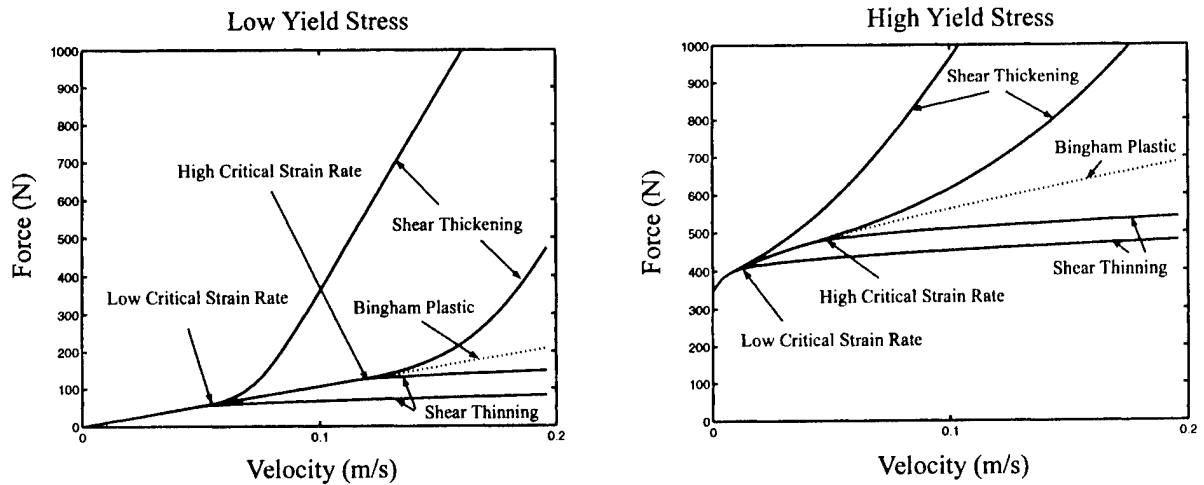 Low Yield Stress
Force (N)
1000
900
800
700
600
500
400
300
200
100
0
High Critical Strain Rate
Shear Thickening
Low Critical Strain Rate
Bingham Plastic
Shear Thinning
0
0.1
0.2
Velocity (m/s)
High Yield Stress
Force (N)
1000
900
800
700
600
500
400
300
200
100
0
Shear Thickening
Bingham Plastic
Shear Thinning
High Critical Strain Rate
Low Critical Strain Rate
0
0.1
0.2
Velocity (m/s)